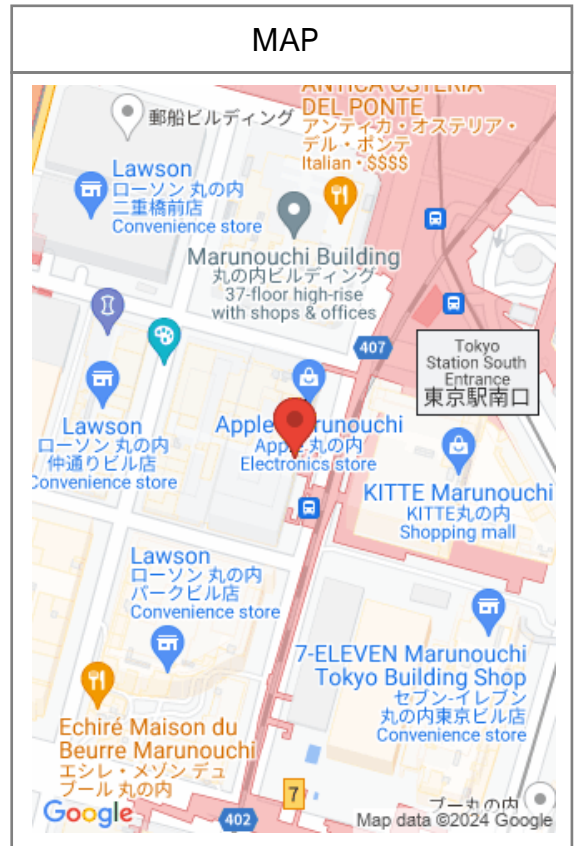 MAP
ANTICA OSTERIA
DEL PONTE
アンティカ・オステリア・
デル・ポンテ
Italian • $$$$
郵船ビルディング
Lawson
ローソン 丸の内
二重橋前店
Convenience store
Marunouchi Building
丸の内ビルディング
37-floor high-rise
with shops & offices
407
Tokyo
Station South
Entrance
東京駅南口
Apple Marunouchi
Apple 丸の内
Electronics store
Lawson
ローソン 丸の内
仲通りビル店
Convenience store
KITTE Marunouchi
KITTE丸の内
Shopping mall
Lawson
ローソン 丸の内
パークビル店
Convenience store
7-ELEVEN Marunouchi
Tokyo Building Shop
セブン-イレブン
丸の内東京ビル店
Convenience store
Echiré Maison du
Beurre Marunouchi
エシレ・メゾン デュ
ブール 丸の内
7
ブー丸の内
Google
402
Map data ©2024 Google